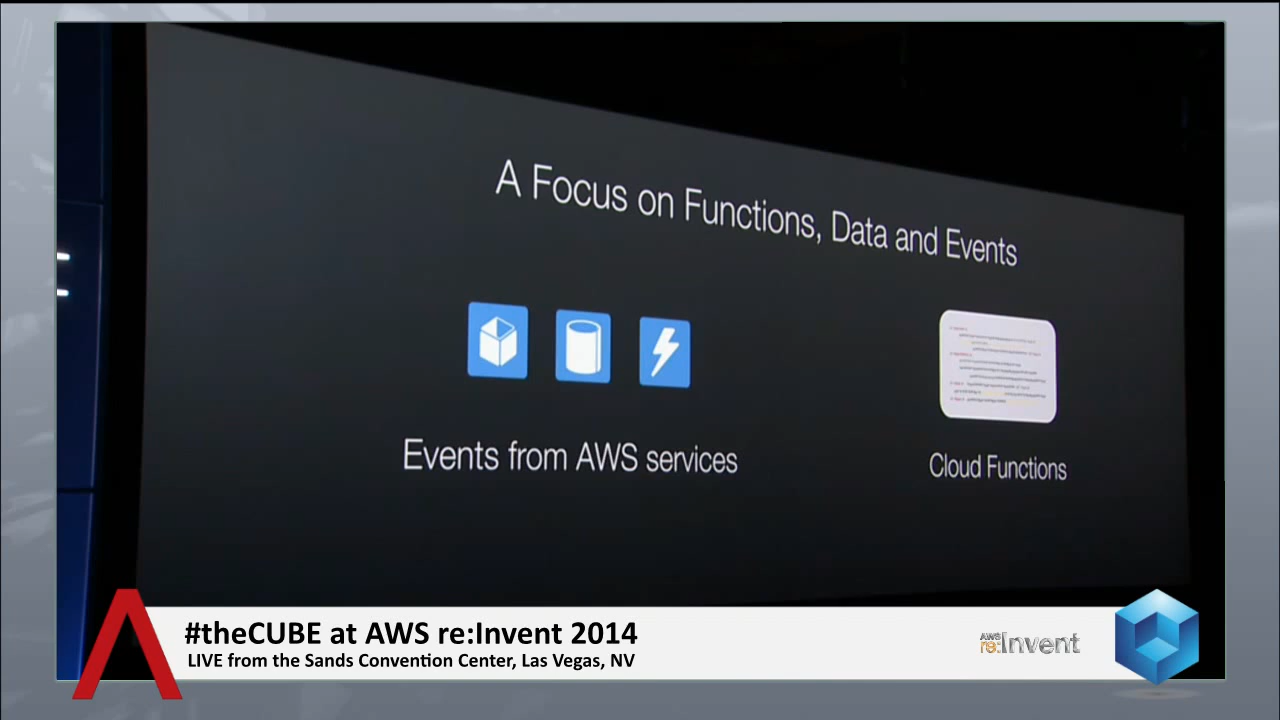 A Focus on Functions, Data and Events
Events from AWS services
Cloud Functions
#theCUBE at AWS re:Invent 2014
LIVE from the Sands Convention Center, Las Vegas, NV
AWS
re:Invent